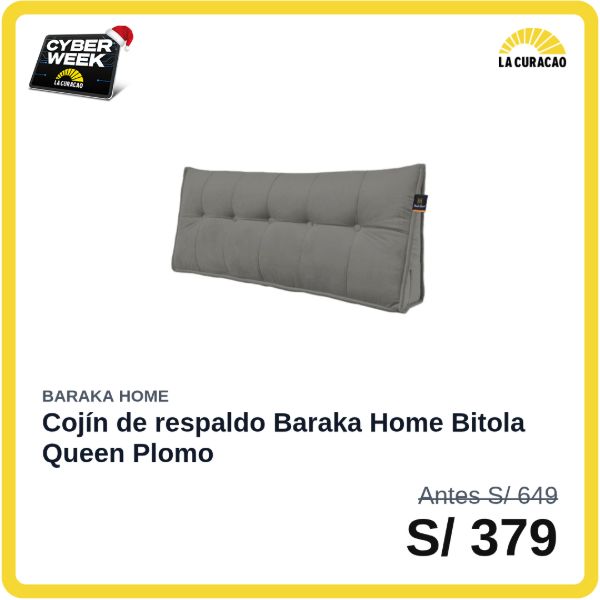 CYBER
WEEK
LA CURACAO
LA CURACAO
BARAKA HOME
Cojín de respaldo Baraka Home Bitola
Queen Plomo
Antes S/ 649
S/ 379